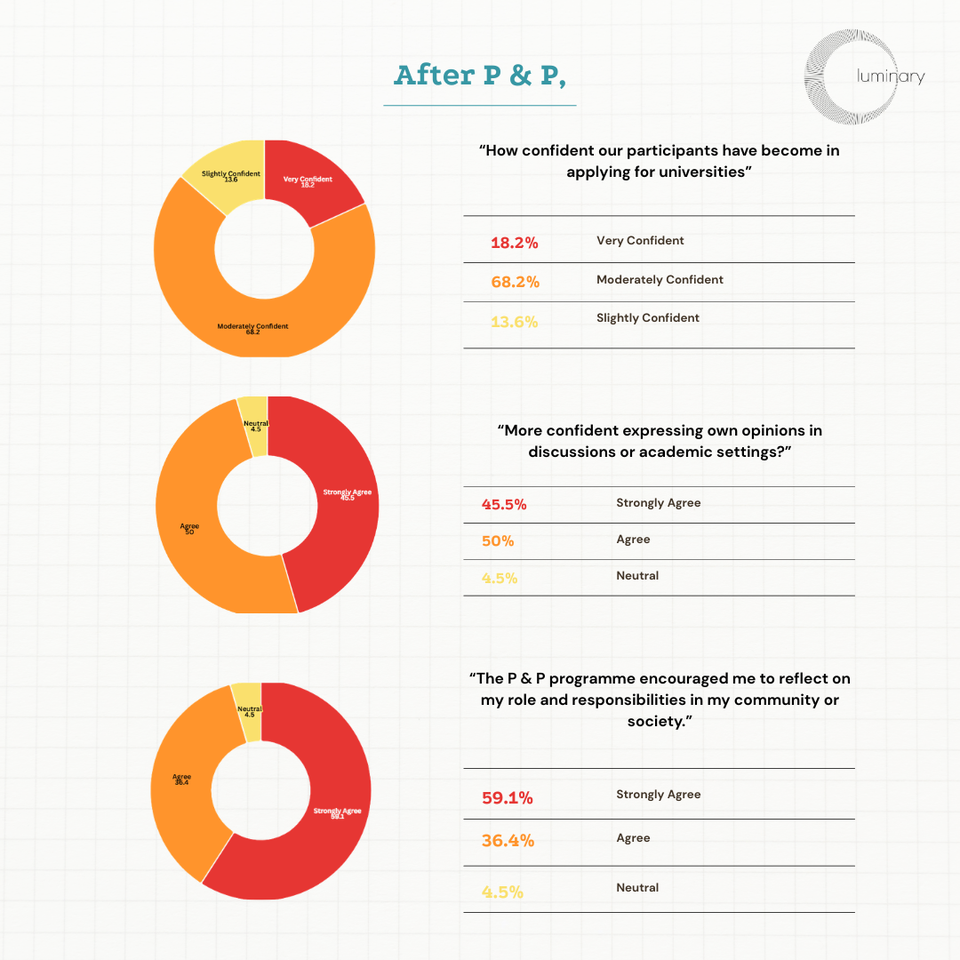 After P & P,
luminary
Slightly Confident
13.6
Very Confident
18.2
Moderately Confident
68.2
“How confident our participants have become in
applying for universities”
18.2% Very Confident
68.2% Moderately Confident
13.6% Slightly Confident
Neutral
4.5
Strongly Agree
45.5
Agree
50
“More confident expressing own opinions in
discussions or academic settings?”
45.5% Strongly Agree
50% Agree
4.5% Neutral
Neutral
4.5
Agree
36.4
Strongly Agree
59.1
“The P & P programme encouraged me to reflect on
my role and responsibilities in my community or
society.”
59.1% Strongly Agree
36.4% Agree
4.5% Neutral